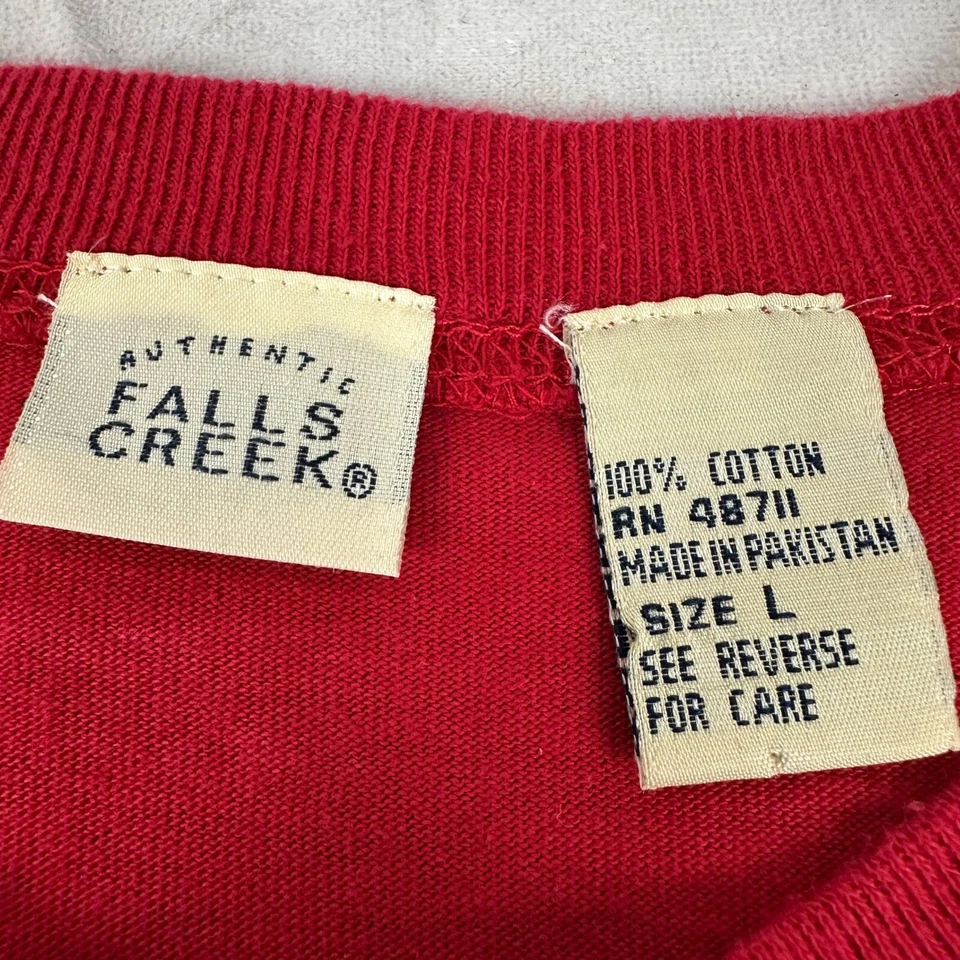 AUTHENTIC
FALLS
CREEK®
100% COTTON
RN 48711
MADE IN PAKISTAN
SIZE L
SEE REVERSE
FOR CARE